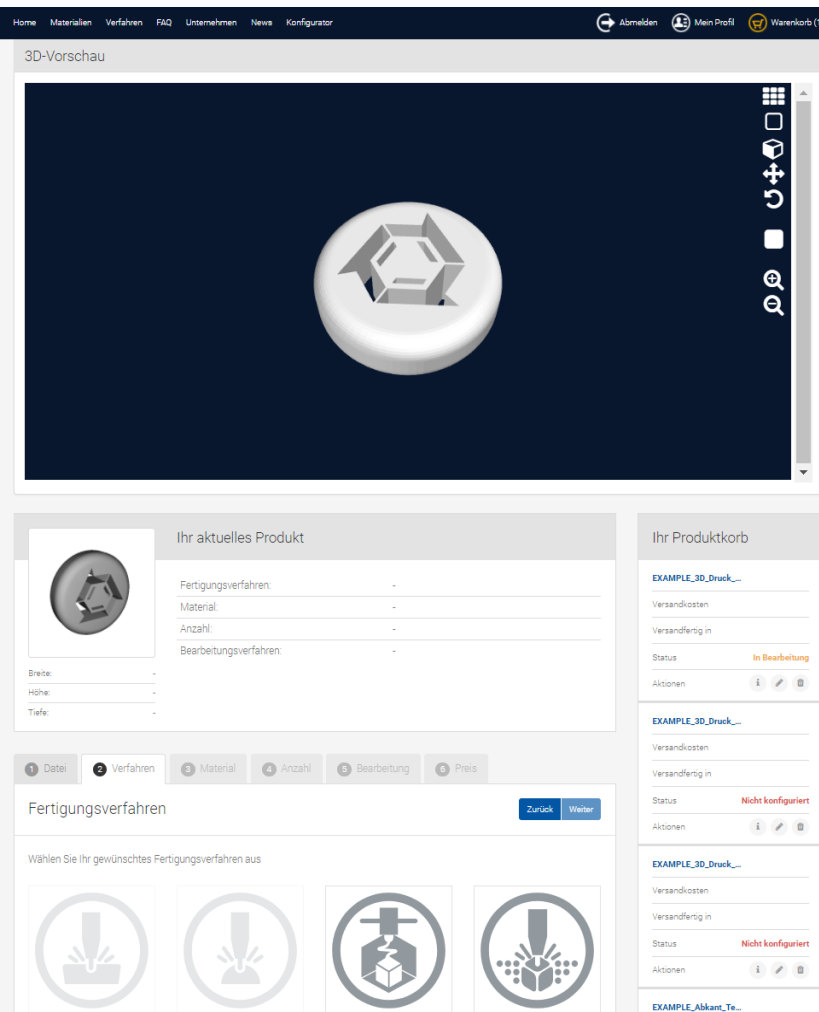 Home Materialien Verfahren FAQ Unternehmen News Konfigurator Abmelden Mein Profil Warenkorb (1
3D-Vorschau
Ihr aktuelles Produkt
Fertigungsverfahren: -
Material: -
Anzahl: -
Bearbeitungsverfahren: -
Breite: -
Höhe: -
Tiefe: -
1 Datei 2 Verfahren 3 Material 4 Anzahl 5 Bearbeitung 6 Preis
Fertigungsverfahren
Zurück Weiter
Wählen Sie Ihr gewünschtes Fertigungsverfahren aus
Ihr Produktkorb
EXAMPLE_3D_Druck_...
Versandkosten
Versandfertig in
Status In Bearbeitung
Aktionen
EXAMPLE_3D_Druck_...
Versandkosten
Versandfertig in
Status Nicht konfiguriert
Aktionen
EXAMPLE_3D_Druck_...
Versandkosten
Versandfertig in
Status Nicht konfiguriert
Aktionen
EXAMPLE_Abkant_Te...